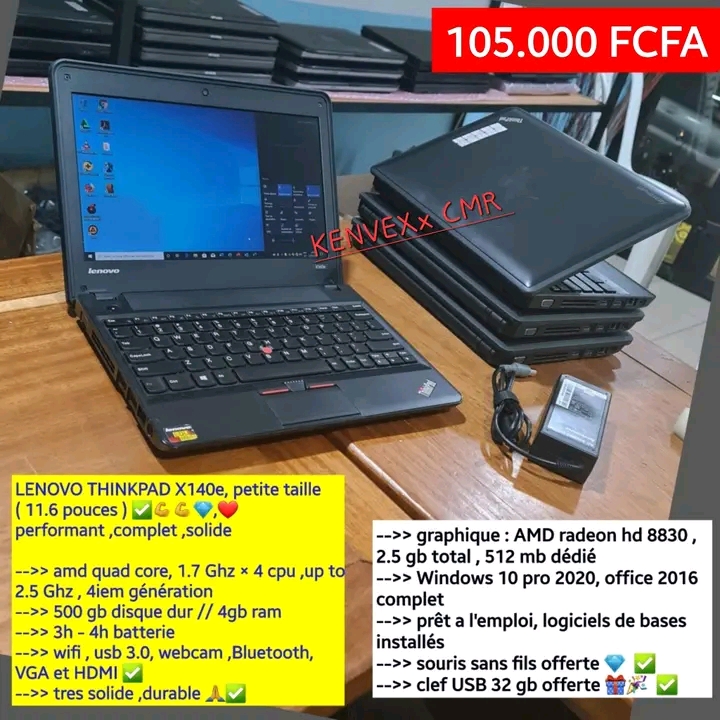 105.000 FCFA
ThinkPad
KENVEXx CMR
lenovo
X140e
ThinkPad
LENOVO THINKPAD X140e, petite taille
( 11.6 pouces ) ✅💪💪💎,❤️
performant ,complet ,solide
-->> amd quad core, 1.7 Ghz × 4 cpu ,up to
2.5 Ghz , 4iem génération
-->> 500 gb disque dur // 4gb ram
-->> 3h - 4h batterie
-->> wifi , usb 3.0, webcam ,Bluetooth,
VGA et HDMI ✅
-->> tres solide ,durable 🙏✅
-->> graphique : AMD radeon hd 8830 ,
2.5 gb total , 512 mb dédié
-->> Windows 10 pro 2020, office 2016
complet
-->> prêt a l'emploi, logiciels de bases
installés
-->> souris sans fils offerte 💎 ✅
-->> clef USB 32 gb offerte 🎁🎉 ✅